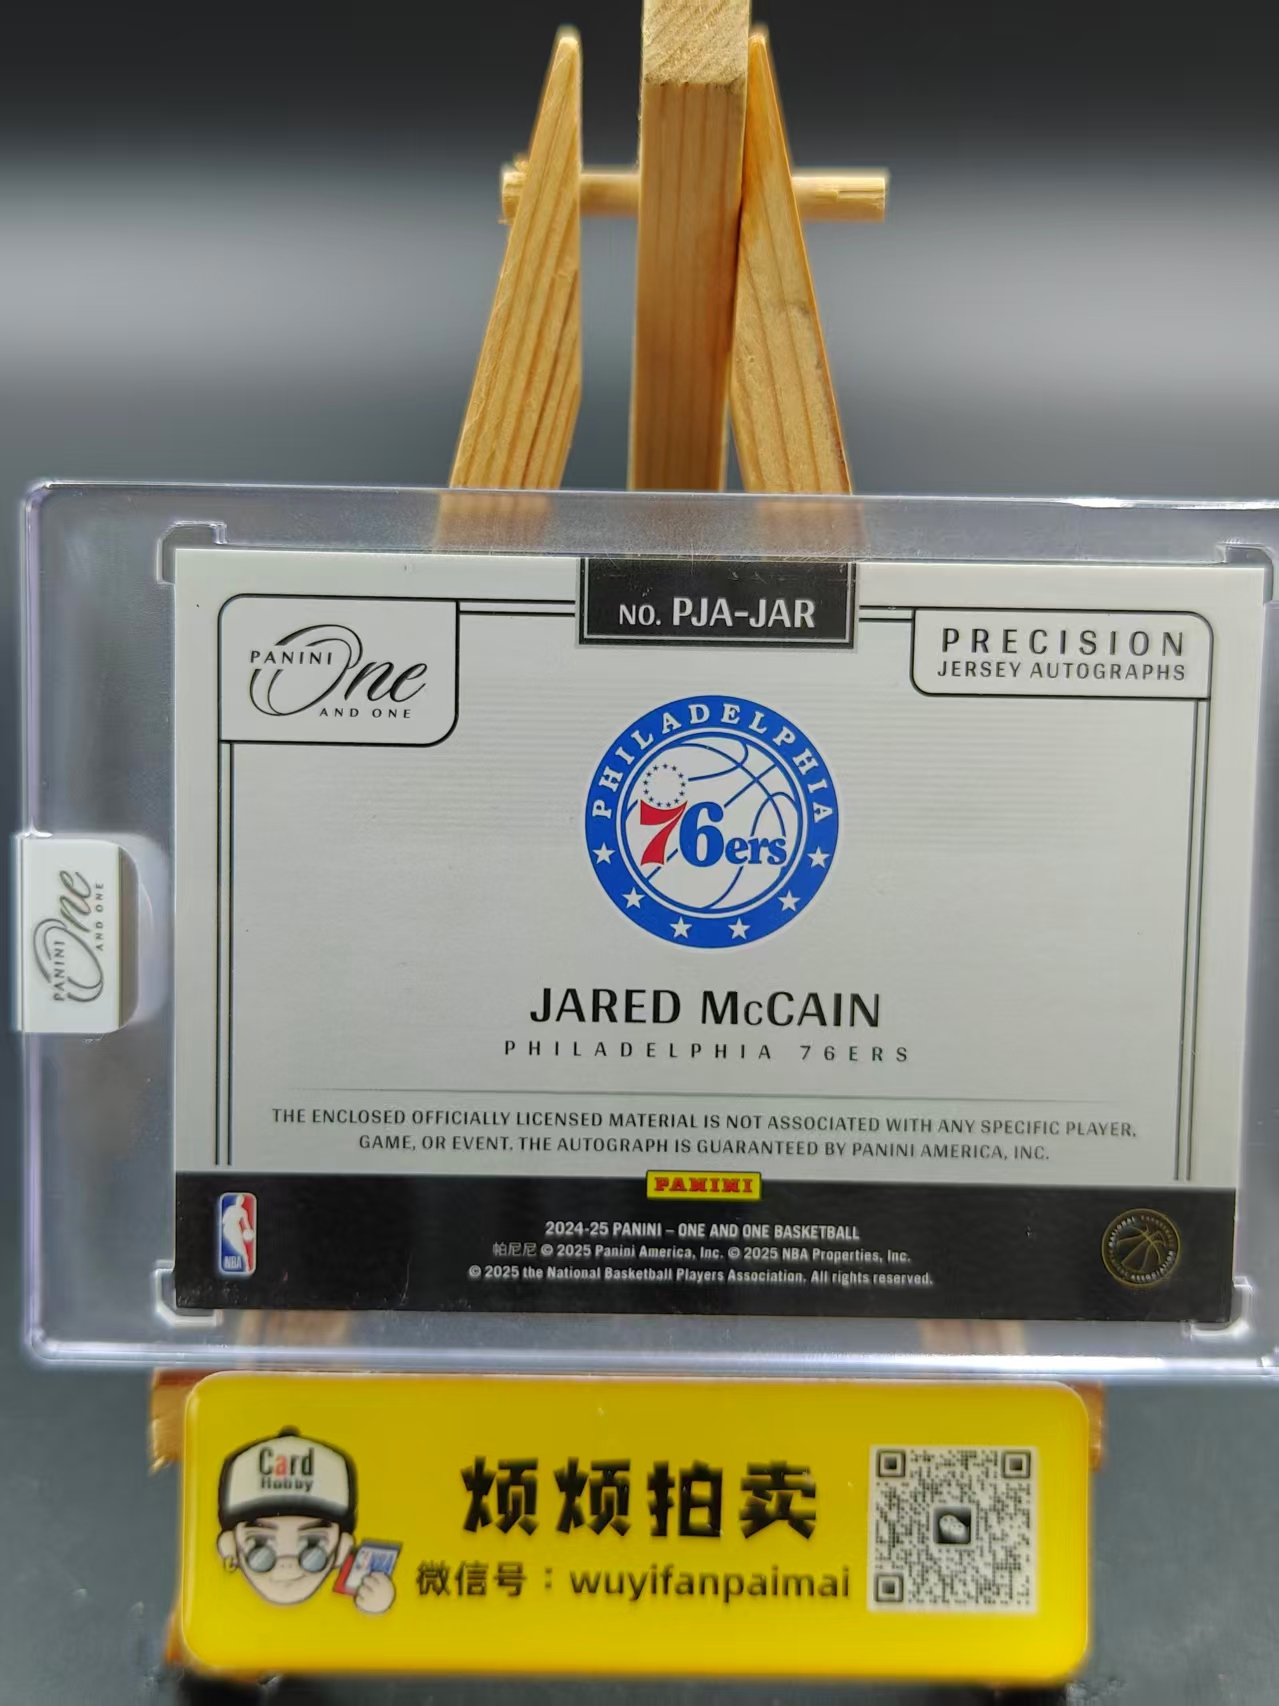 NO. PJA-JAR
PANINI One
AND ONE
PRECISION
JERSEY AUTOGRAPHS
PHILADELPHIA
76ers
PANINI One
AND ONE
JARED McCAIN
PHILADELPHIA 76ERS
THE ENCLOSED OFFICIALLY LICENSED MATERIAL IS NOT ASSOCIATED WITH ANY SPECIFIC PLAYER,
GAME, OR EVENT. THE AUTOGRAPH IS GUARANTEED BY PANINI AMERICA, INC.
PANINI
NBA
2024-25 PANINI – ONE AND ONE BASKETBALL
帕尼尼 © 2025 Panini America, Inc. © 2025 NBA Properties, Inc.
© 2025 the National Basketball Players Association. All rights reserved.
Card
Hobby
NBA
烦烦拍卖
微信号：wuyifanpaimai